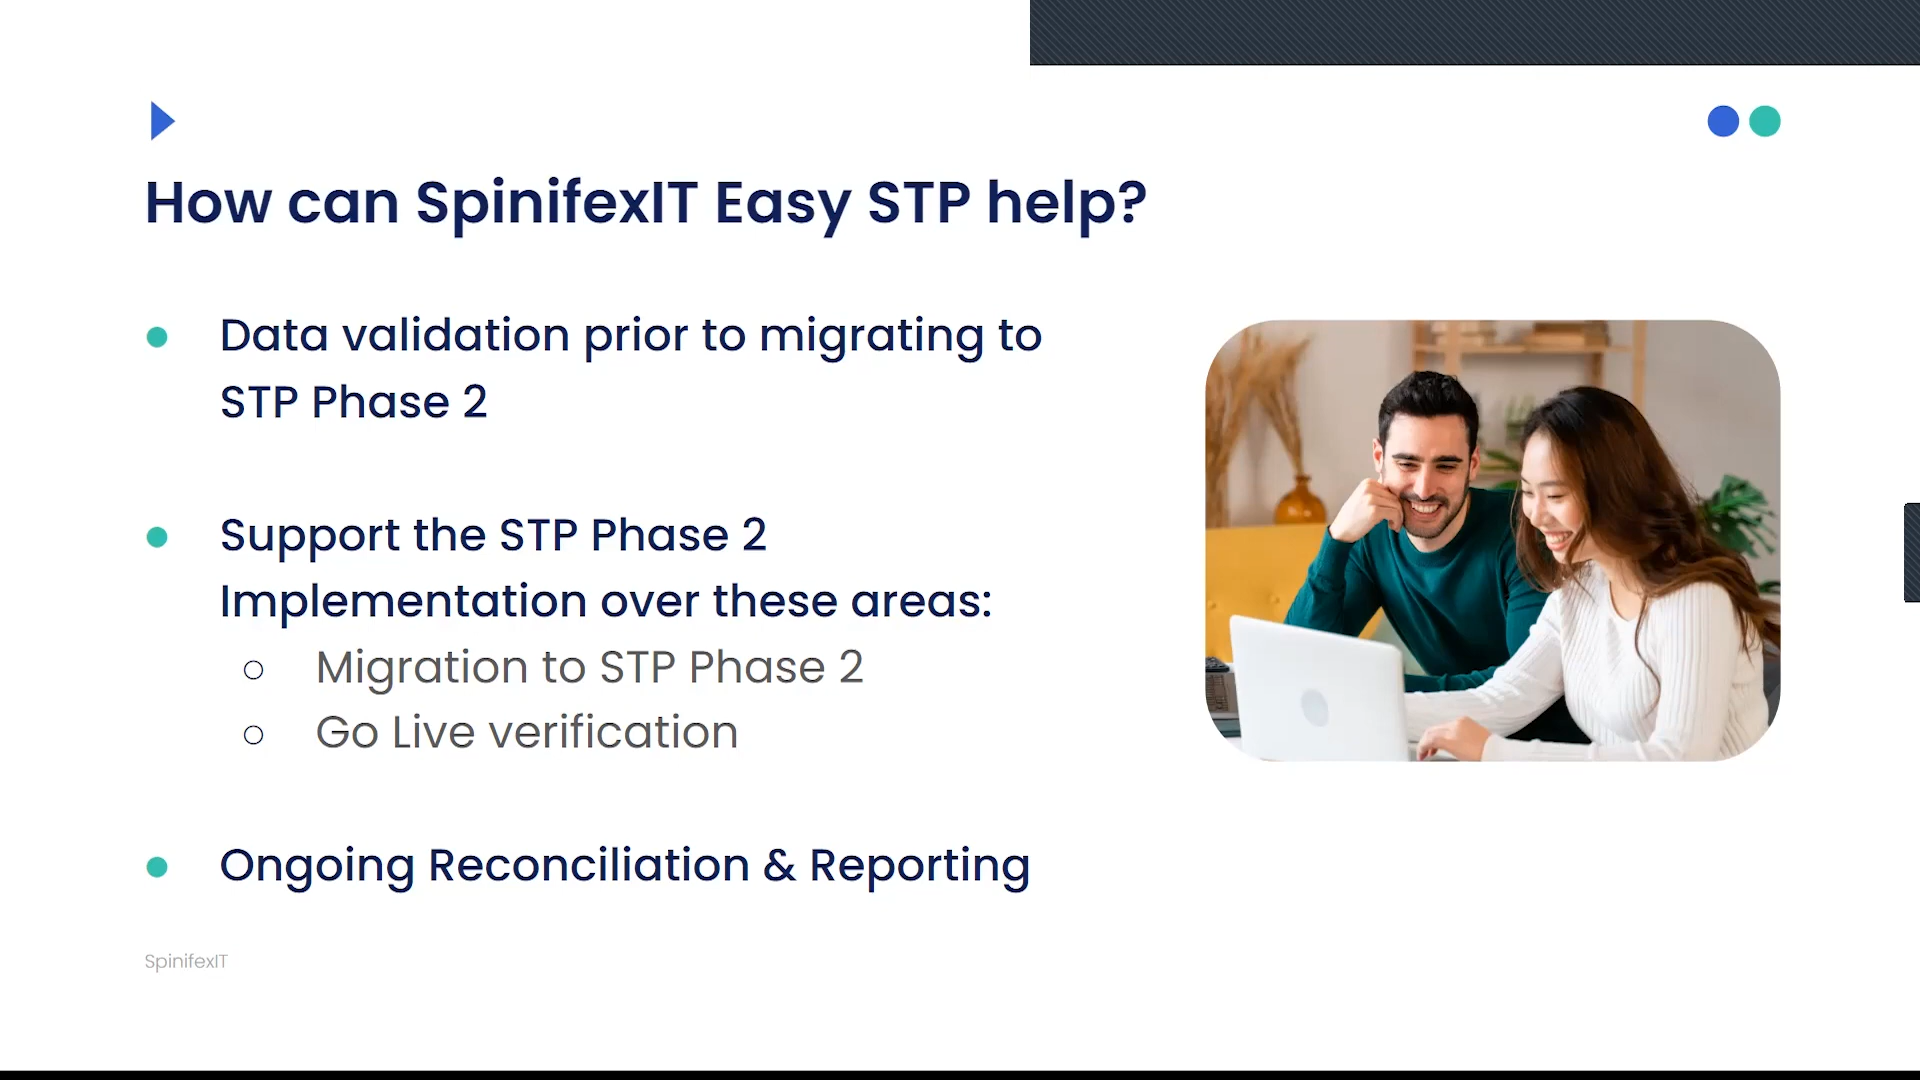 How can SpinifexIT Easy STP help?
Data validation prior to migrating to
STP Phase 2
Support the STP Phase 2
Implementation over these areas:
Migration to STP Phase 2
Go Live verification
Ongoing Reconciliation & Reporting
SpinifexIT